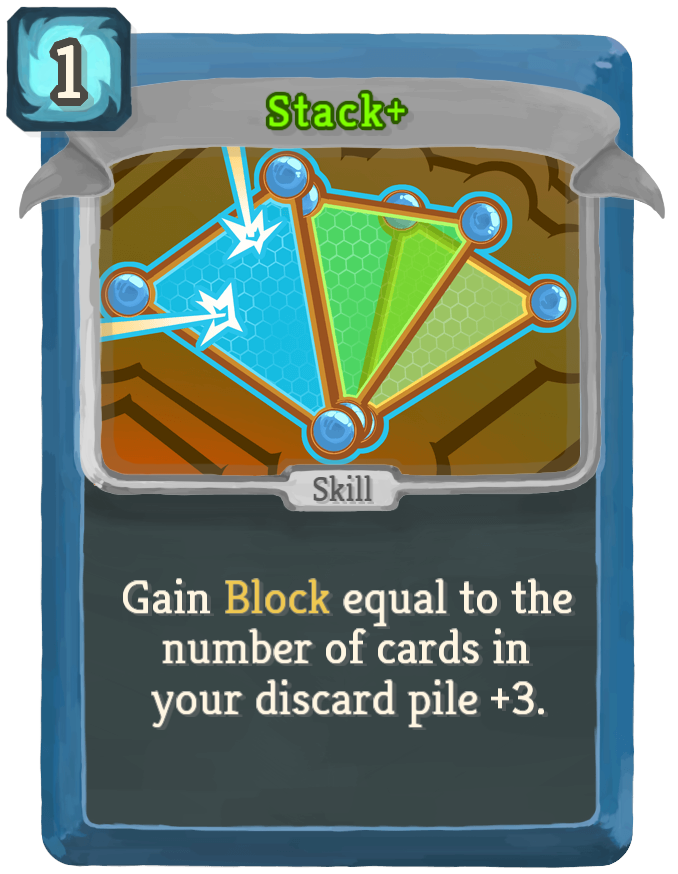 1
Stack+
Skill
Gain Block equal to the
number of cards in
your discard pile +3.